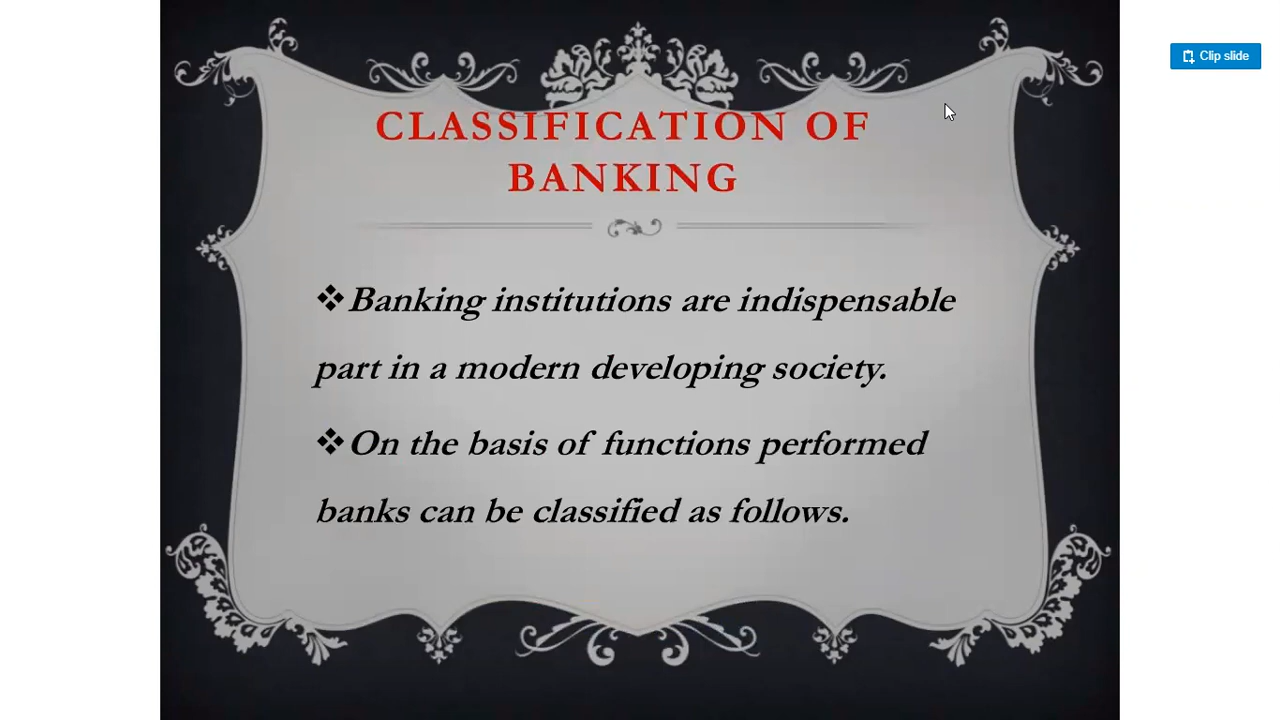 Clip slide
CLASSIFICATION OF
BANKING
❖Banking institutions are indispensable
part in a modern developing society.
❖On the basis of functions performed
banks can be classified as follows.